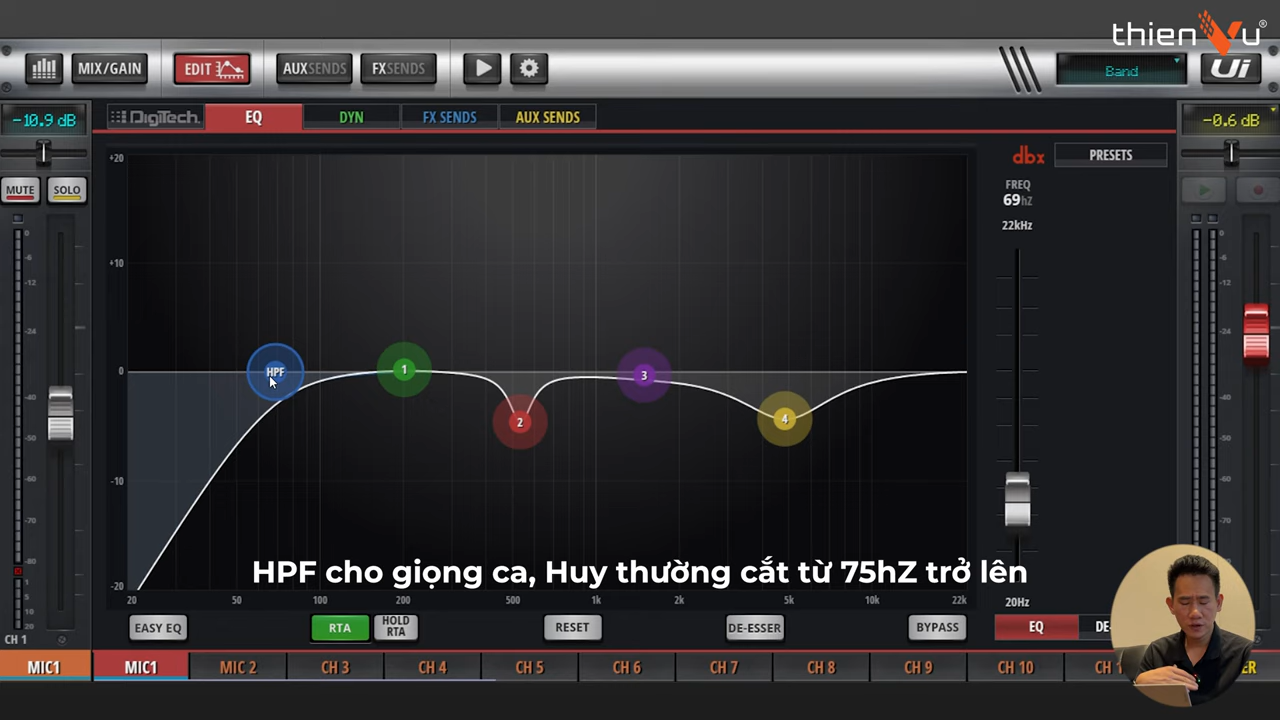 thienVu®
MIX/GAIN EDIT AUXSENDS FXSENDS Band Ui
-10.9 dB DigiTech. EQ DYN FX SENDS AUX SENDS -0.6 dB
MUTE SOLO +20 dbx PRESETS
FREQ
69hZ
22kHz
+10
0 HPF 1 2 3 4
-10
-20
HPF cho giọng ca, Huy thường cắt từ 75hZ trở lên
20 50 100 200 500 1k 2k 5k 10k 22k 20Hz
CH 1 EASY EQ RTA HOLD RTA RESET DE-ESSER BYPASS EQ DE-
MIC1 MIC1 MIC 2 CH 3 CH 4 CH 5 CH 6 CH 7 CH 8 CH 9 CH 10 CH 1 ER